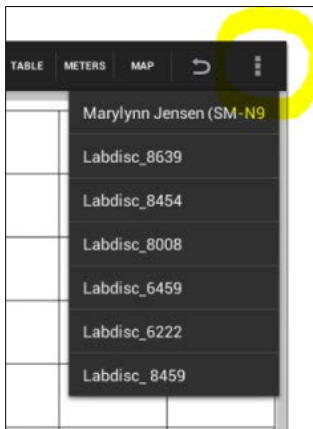 TABLE METERS MAP
Marylynn Jensen (SM-N9
Labdisc_8639
Labdisc_8454
Labdisc_8008
Labdisc_6459
Labdisc_6222
Labdisc_ 8459